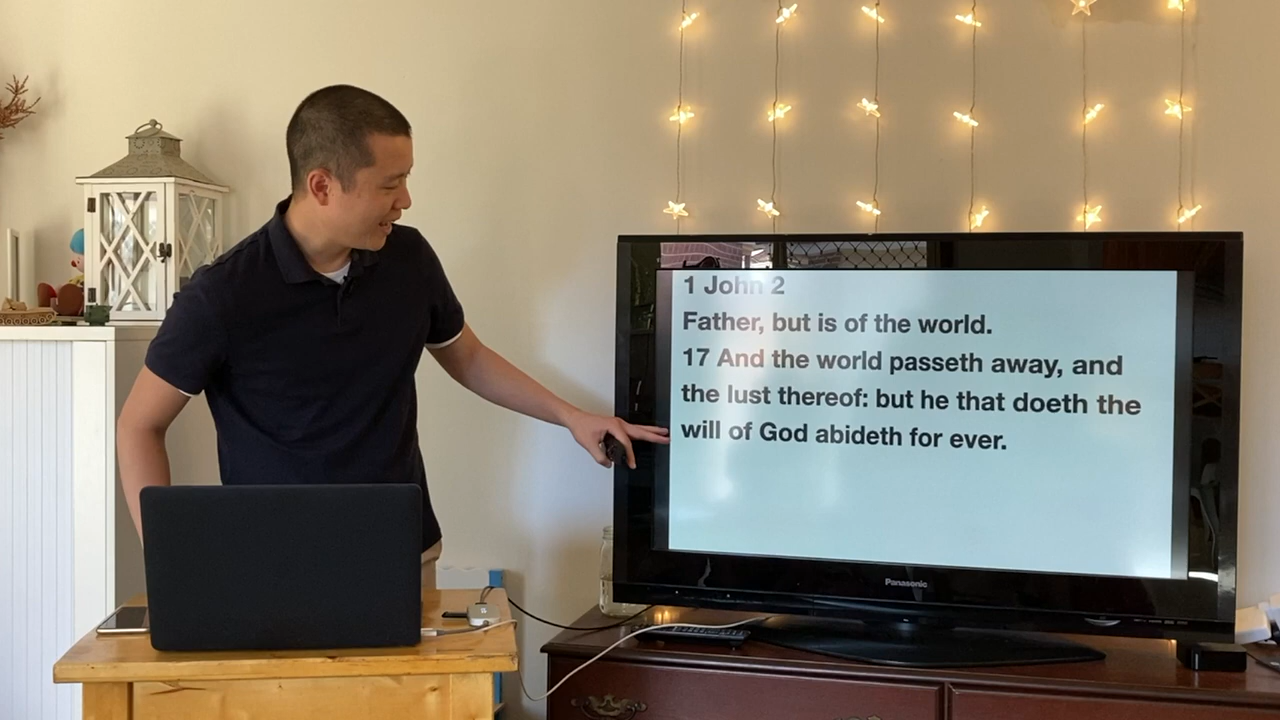 1 John 2
Father, but is of the world.
17 And the world passeth away, and
the lust thereof: but he that doeth the
will of God abideth for ever.
Panasonic